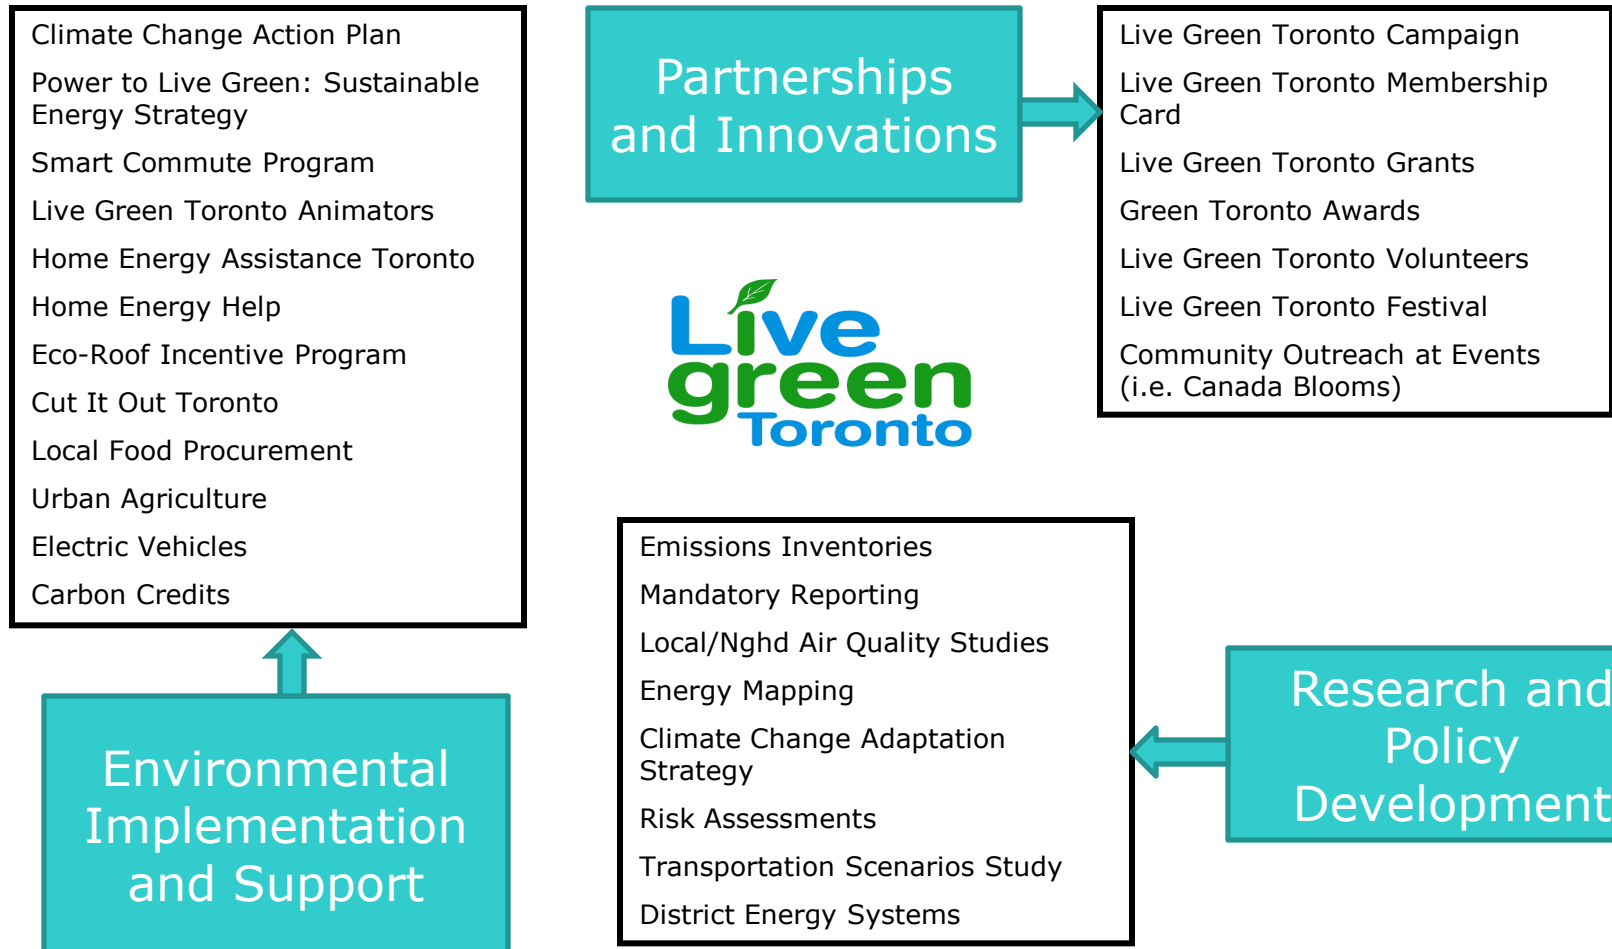 Climate Change Action Plan
Power to Live Green: Sustainable
Energy Strategy
Smart Commute Program
Live Green Toronto Animators
Home Energy Assistance Toronto
Home Energy Help
Eco-Roof Incentive Program
Cut It Out Toronto
Local Food Procurement
Urban Agriculture
Electric Vehicles
Carbon Credits
Environmental
Implementation
and Support
Partnerships
and Innovations
Live Green Toronto Campaign
Live Green Toronto Membership
Card
Live Green Toronto Grants
Green Toronto Awards
Live Green Toronto Volunteers
Live Green Toronto Festival
Community Outreach at Events
(i.e. Canada Blooms)
Live
green
Toronto
Emissions Inventories
Mandatory Reporting
Local/Nghd Air Quality Studies
Energy Mapping
Climate Change Adaptation
Strategy
Risk Assessments
Transportation Scenarios Study
District Energy Systems
Research and
Policy
Development